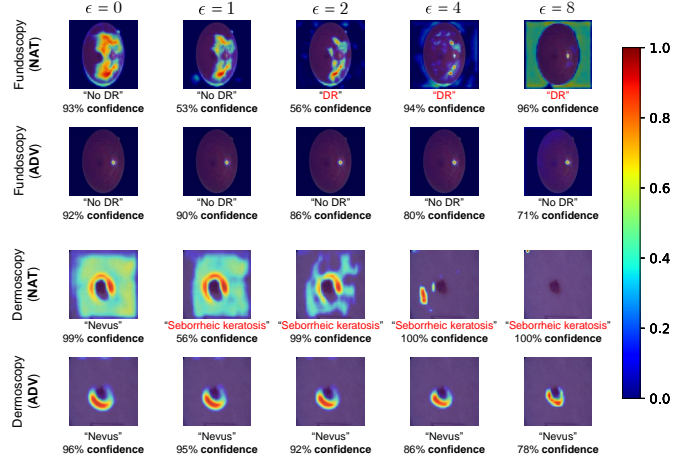 ϵ = 0 ϵ = 1 ϵ = 2 ϵ = 4 ϵ = 8
Fundoscopy
(NAT)
“No DR” “No DR” “DR” “DR” “DR”
93% confidence 53% confidence 56% confidence 94% confidence 96% confidence
Fundoscopy
(ADV)
“No DR” “No DR” “No DR” “No DR” “No DR”
92% confidence 90% confidence 86% confidence 80% confidence 71% confidence
Dermoscopy
(NAT)
“Nevus” “Seborrheic keratosis” “Seborrheic keratosis” “Seborrheic keratosis” “Seborrheic keratosis”
99% confidence 56% confidence 99% confidence 100% confidence 100% confidence
Dermoscopy
(ADV)
“Nevus” “Nevus” “Nevus” “Nevus” “Nevus”
96% confidence 95% confidence 92% confidence 86% confidence 78% confidence
1.0
0.8
0.6
0.4
0.2
0.0